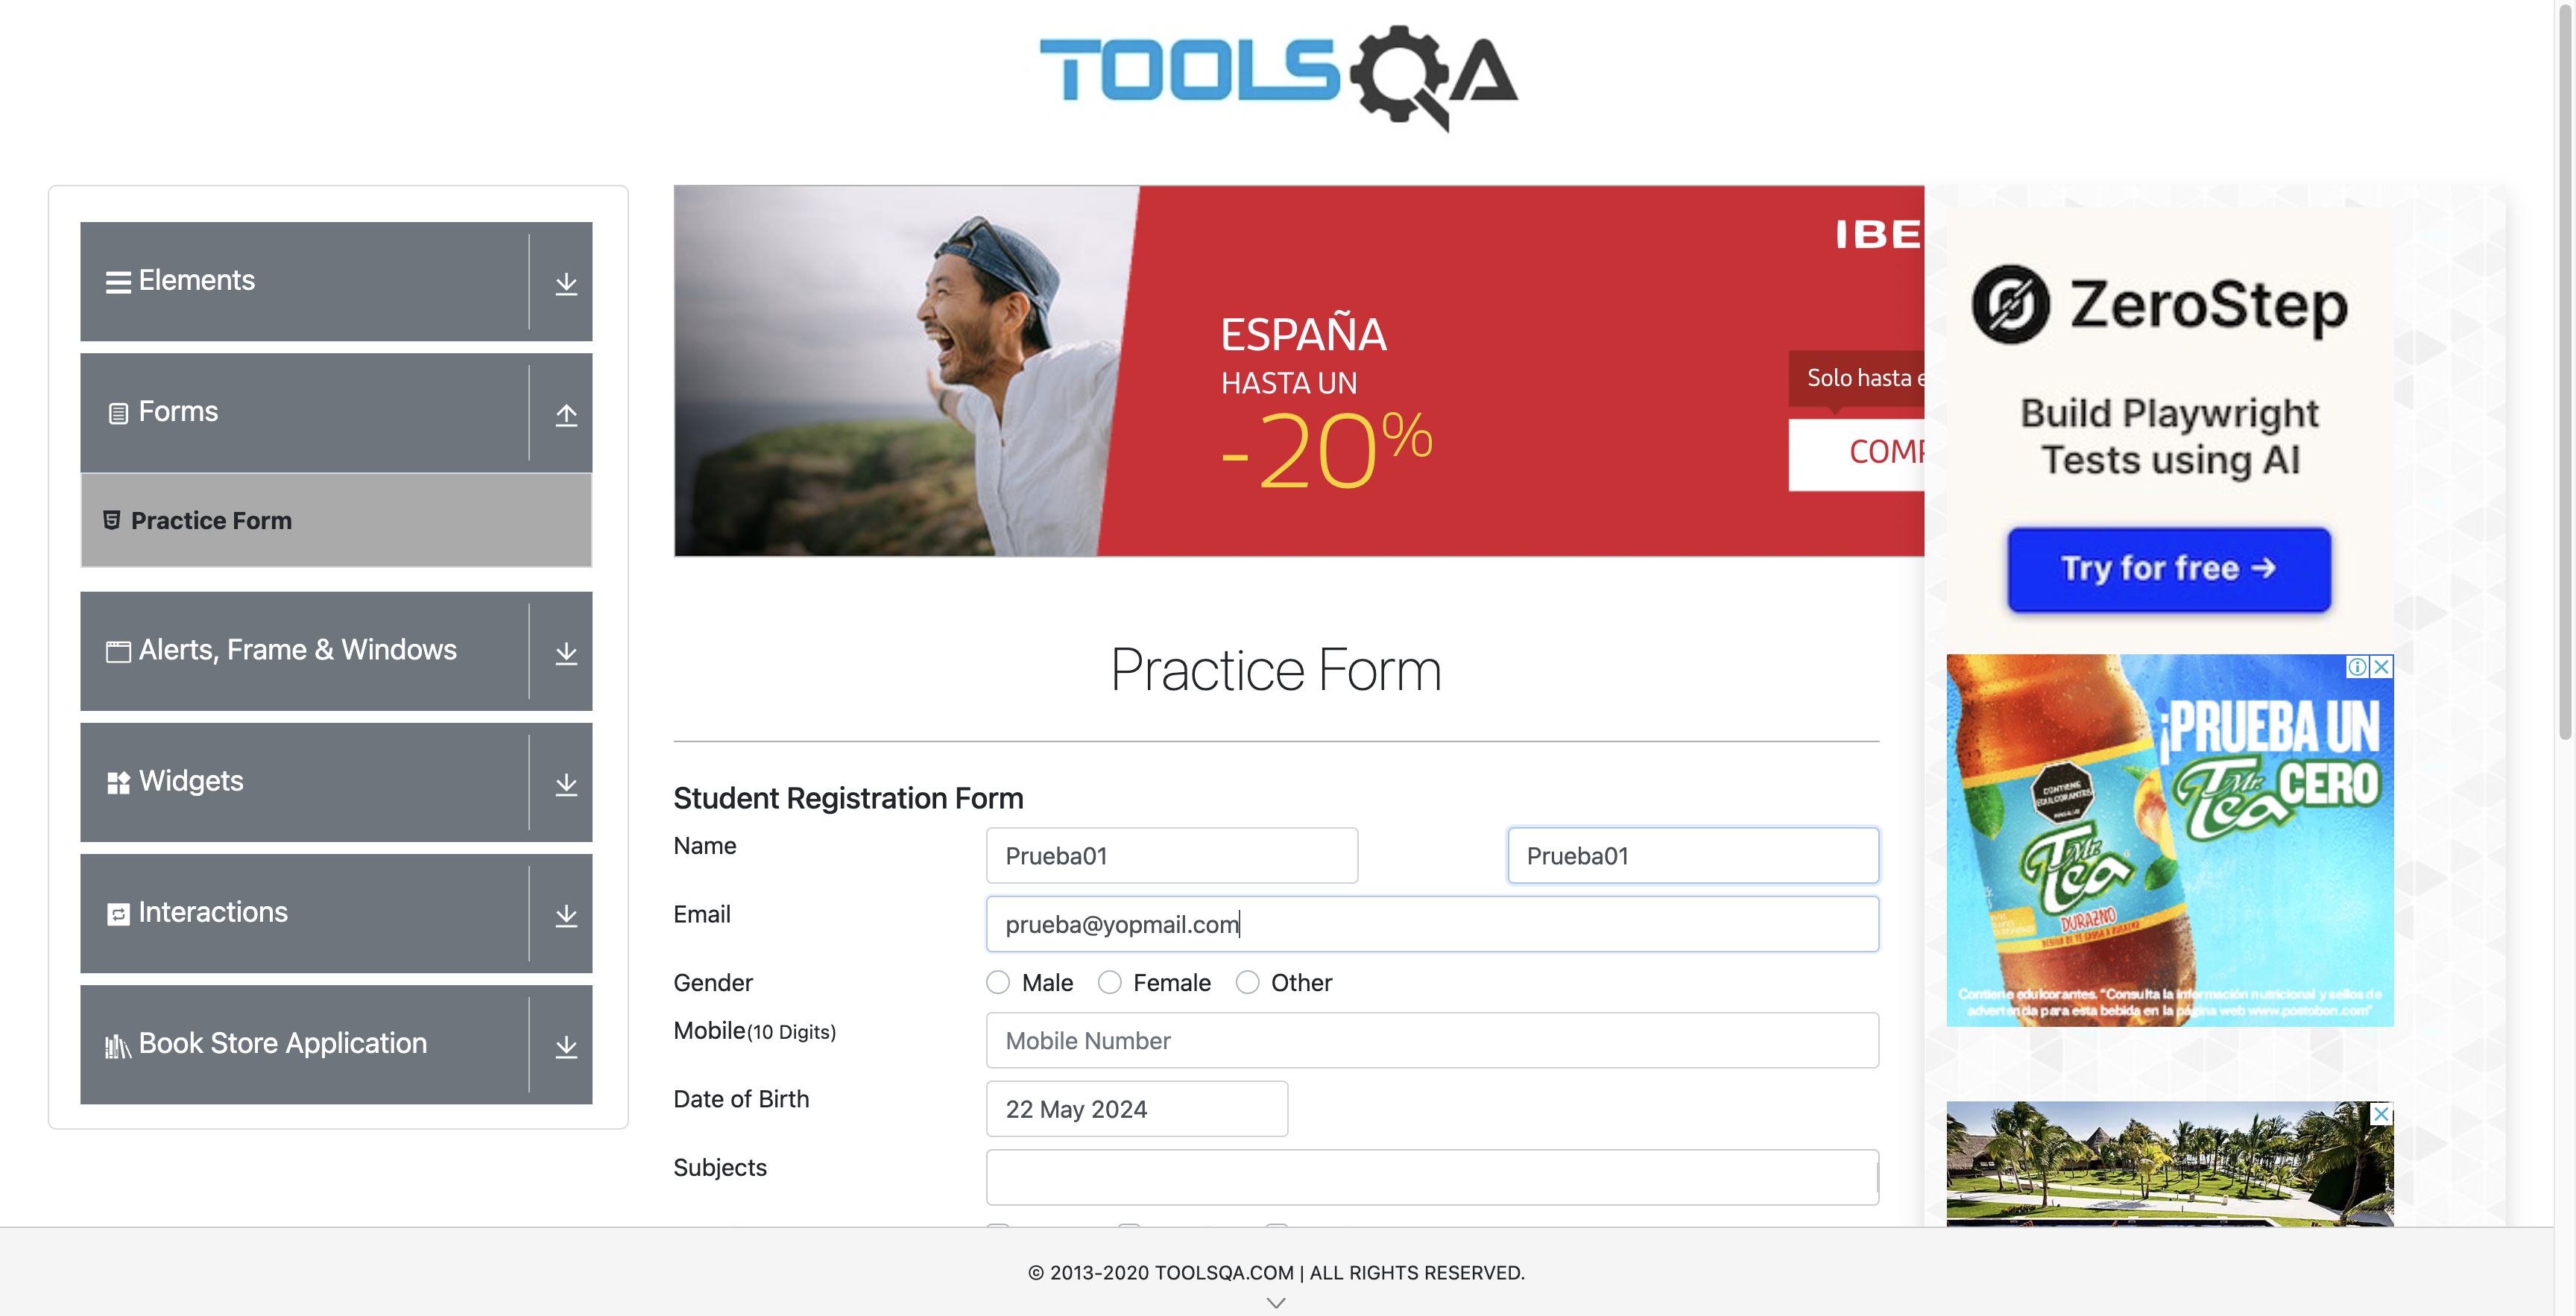 TOOLSQA
Elements
Forms
Practice Form
Alerts, Frame & Windows
Widgets
Interactions
Book Store Application
IBE
ESPAÑA
HASTA UN
-20%
Solo hasta e
COMP
Practice Form
Student Registration Form
Name
Prueba01
Prueba01
Email
prueba@yopmail.com
Gender
Male
Female
Other
Mobile(10 Digits)
Mobile Number
Date of Birth
22 May 2024
Subjects
ZeroStep
Build Playwright
Tests using AI
Try for free →
¡PRUEBA UN
Mr. Tea CERO
CONTIENE
EDULCORANTES
Mr. Tea
DURAZNO
Contiene edulcorantes. "Consulta la información nutricional y sellos de
advertencia para esta bebida en la página web www.postobon.com"
© 2013-2020 TOOLSQA.COM | ALL RIGHTS RESERVED.